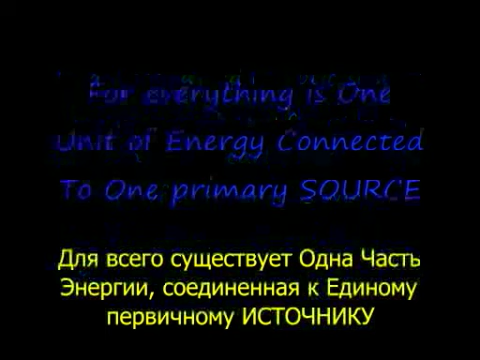 For everything is One
Unit of Energy Connected
To One primary SOURCE
Для всего существует Одна Часть
Энергии, соединенная к Единому
первичному ИСТОЧНИКУ